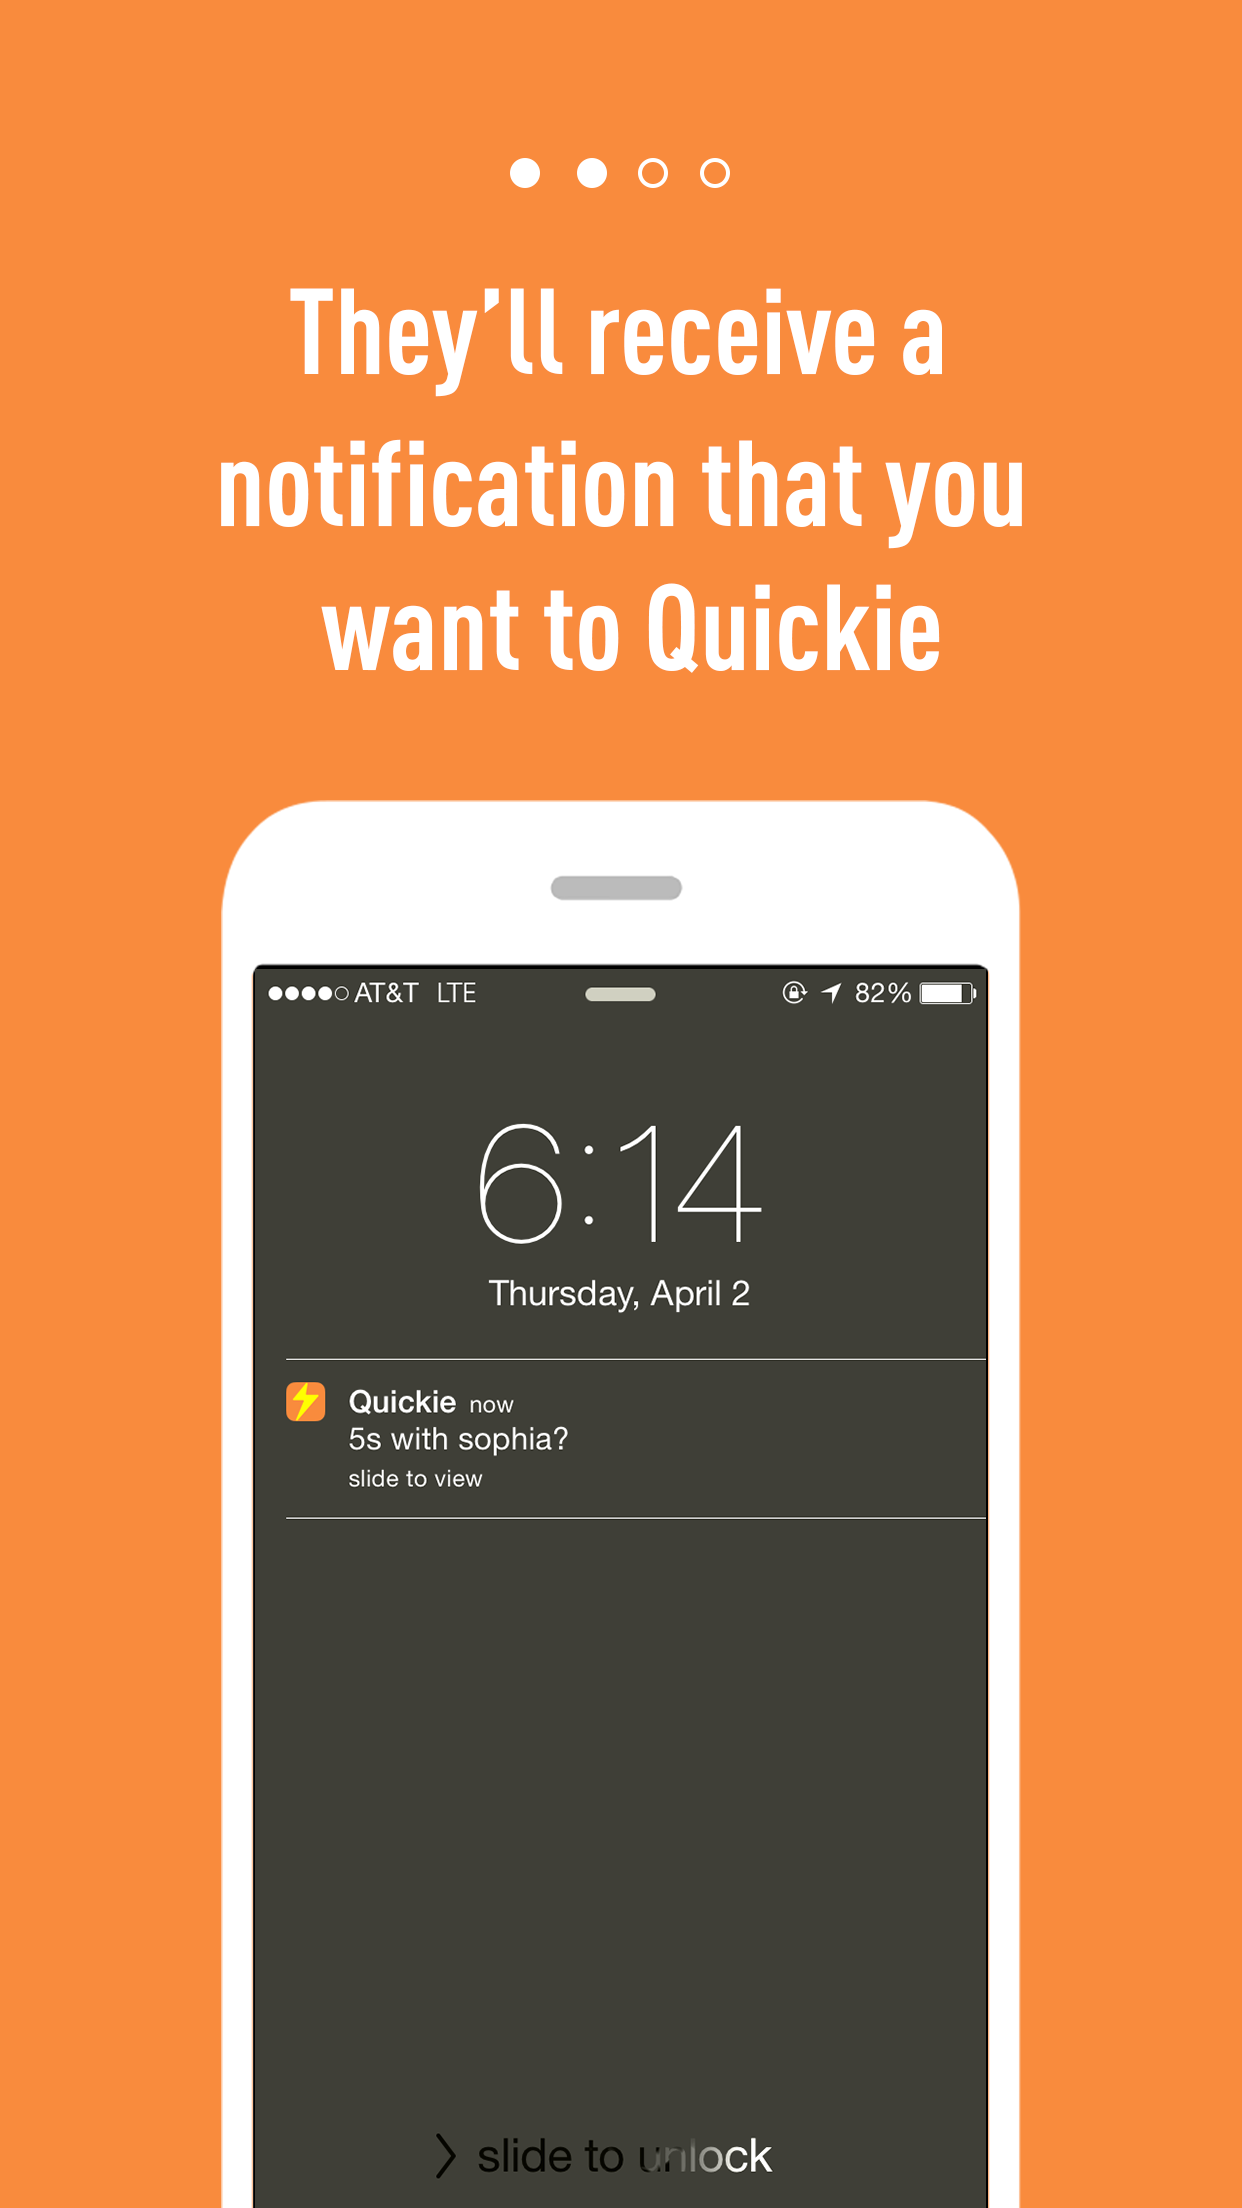 They’ll receive a
notification that you
want to Quickie
AT&T LTE 82%
6:14
Thursday, April 2
Quickie now
5s with sophia?
slide to view
slide to unlock